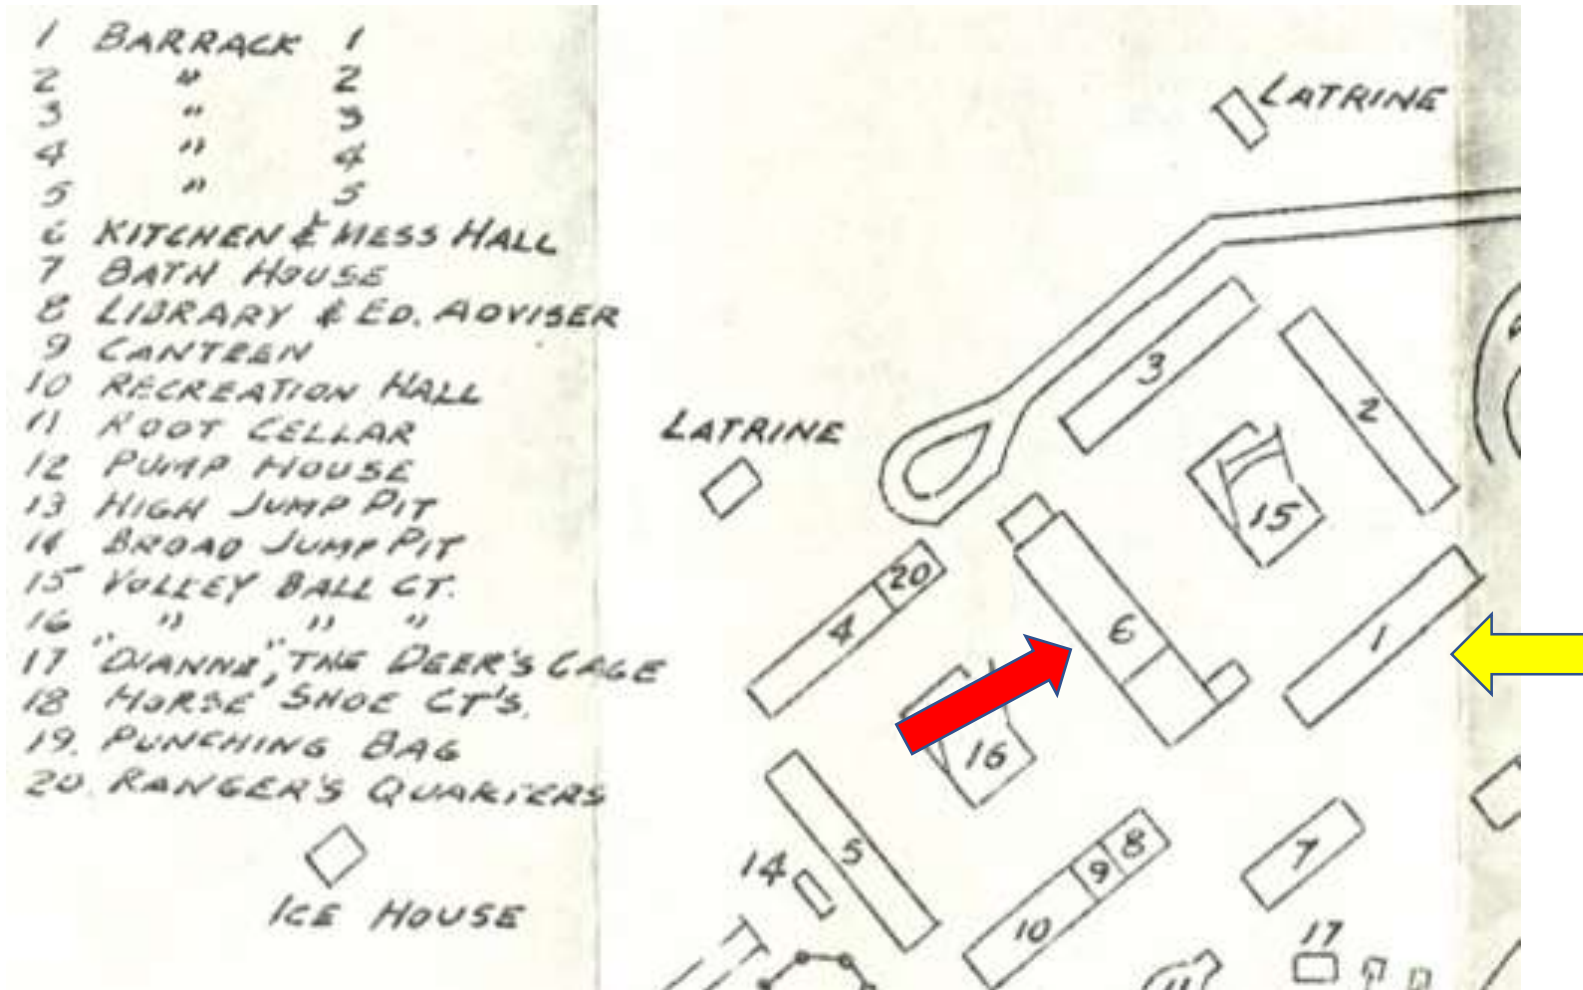 1 BARRACK 1
2 " 2
3 " 3
4 " 4
5 " 5
6 KITCHEN & MESS HALL
7 BATH HOUSE
8 LIBRARY & ED. ADVISER
9 CANTEEN
10 RECREATION HALL
11 ROOT CELLAR
12 PUMP HOUSE
13 HIGH JUMP PIT
14 BROAD JUMP PIT
15 VOLLEY BALL CT.
16 " " "
17 "DIANNA", THE DEER'S CAGE
18 HORSE SHOE CT'S.
19. PUNCHING BAG
20. RANGER'S QUARTERS
ICE HOUSE
LATRINE
LATRINE
3
2
15
1
20
4
6
16
5
14
8
9
10
7
17
11